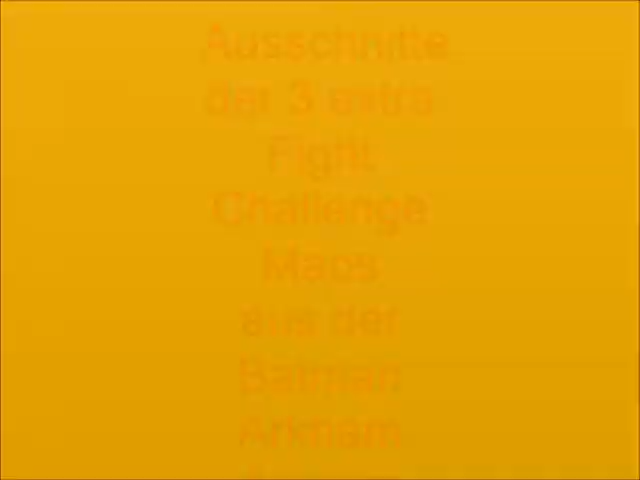 Ausschnitte
der 3 extra
Fight
Challenge
Maps
aus der
Batman
Arkham